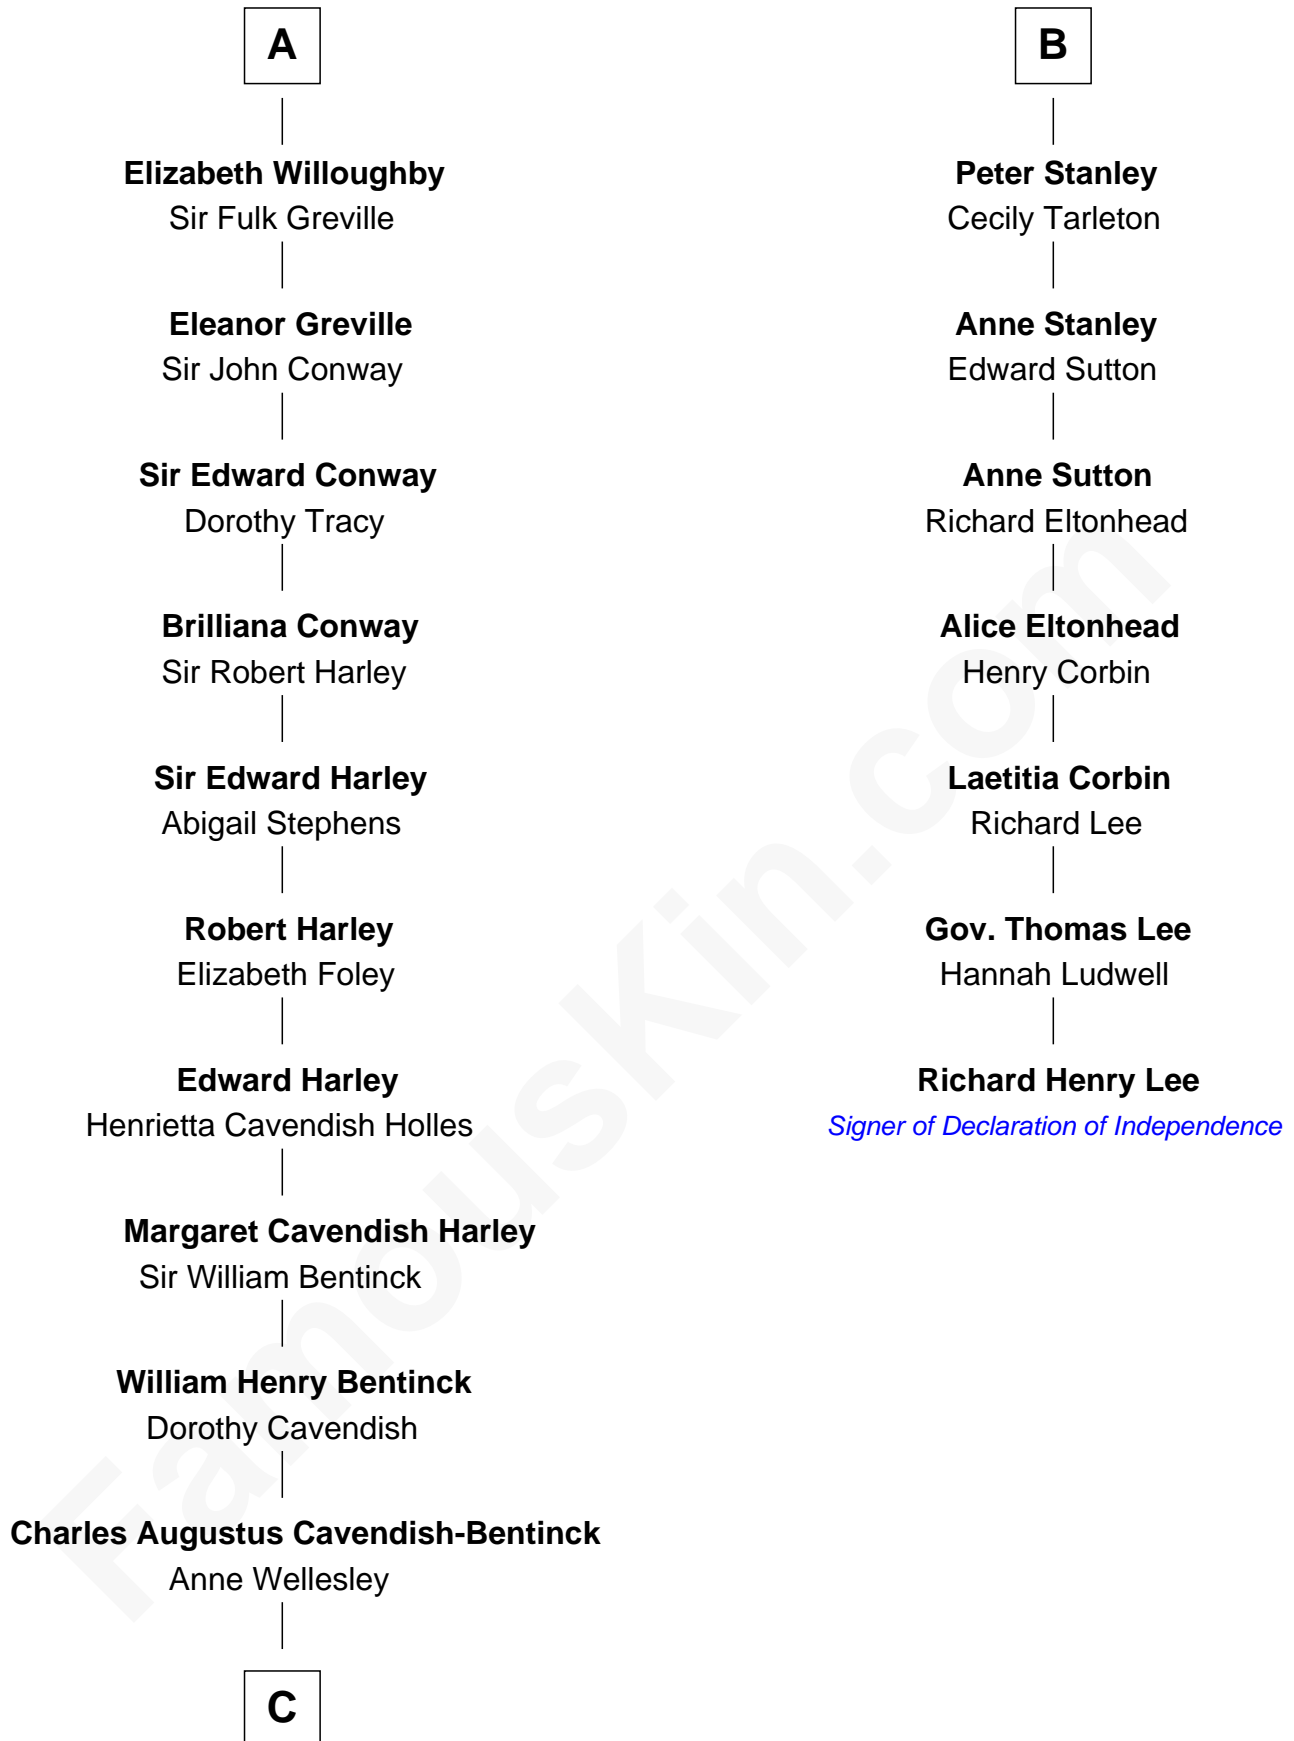 A
Elizabeth Willoughby
Sir Fulk Greville
Eleanor Greville
Sir John Conway
Sir Edward Conway
Dorothy Tracy
Brilliana Conway
Sir Robert Harley
Sir Edward Harley
Abigail Stephens
Robert Harley
Elizabeth Foley
Edward Harley
Henrietta Cavendish Holles
Margaret Cavendish Harley
Sir William Bentinck
William Henry Bentinck
Dorothy Cavendish
Charles Augustus Cavendish-Bentinck
Anne Wellesley
C
B
Peter Stanley
Cecily Tarleton
Anne Stanley
Edward Sutton
Anne Sutton
Richard Eltonhead
Alice Eltonhead
Henry Corbin
Laetitia Corbin
Richard Lee
Gov. Thomas Lee
Hannah Ludwell
Richard Henry Lee
Signer of Declaration of Independence
FamousKin.com